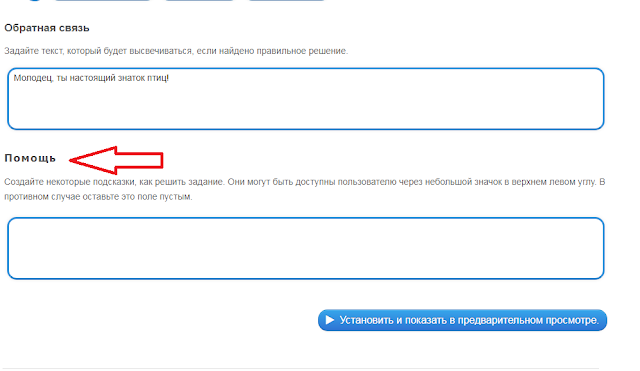 Обратная связь
Задайте текст, который будет высвечиваться, если найдено правильное решение.
Молодец, ты настоящий знаток птиц!
Помощь
Создайте некоторые подсказки, как решить задание. Они могут быть доступны пользователю через небольшой значок в верхнем левом углу. В
противном случае оставьте это поле пустым.
Установить и показать в предварительном просмотре.